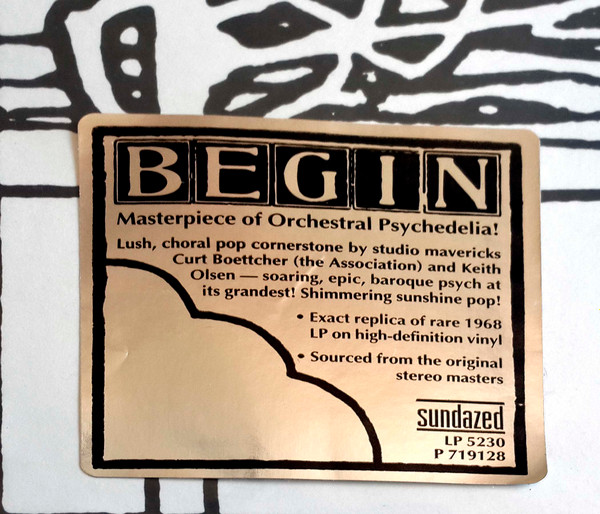 BEGIN
Masterpiece of Orchestral Psychedelia!
Lush, choral pop cornerstone by studio mavericks
Curt Boettcher (the Association) and Keith
Olsen — soaring, epic, baroque psych at
its grandest! Shimmering sunshine pop!
• Exact replica of rare 1968
LP on high-definition vinyl
• Sourced from the original
stereo masters
sundazed
LP 5230
P 719128